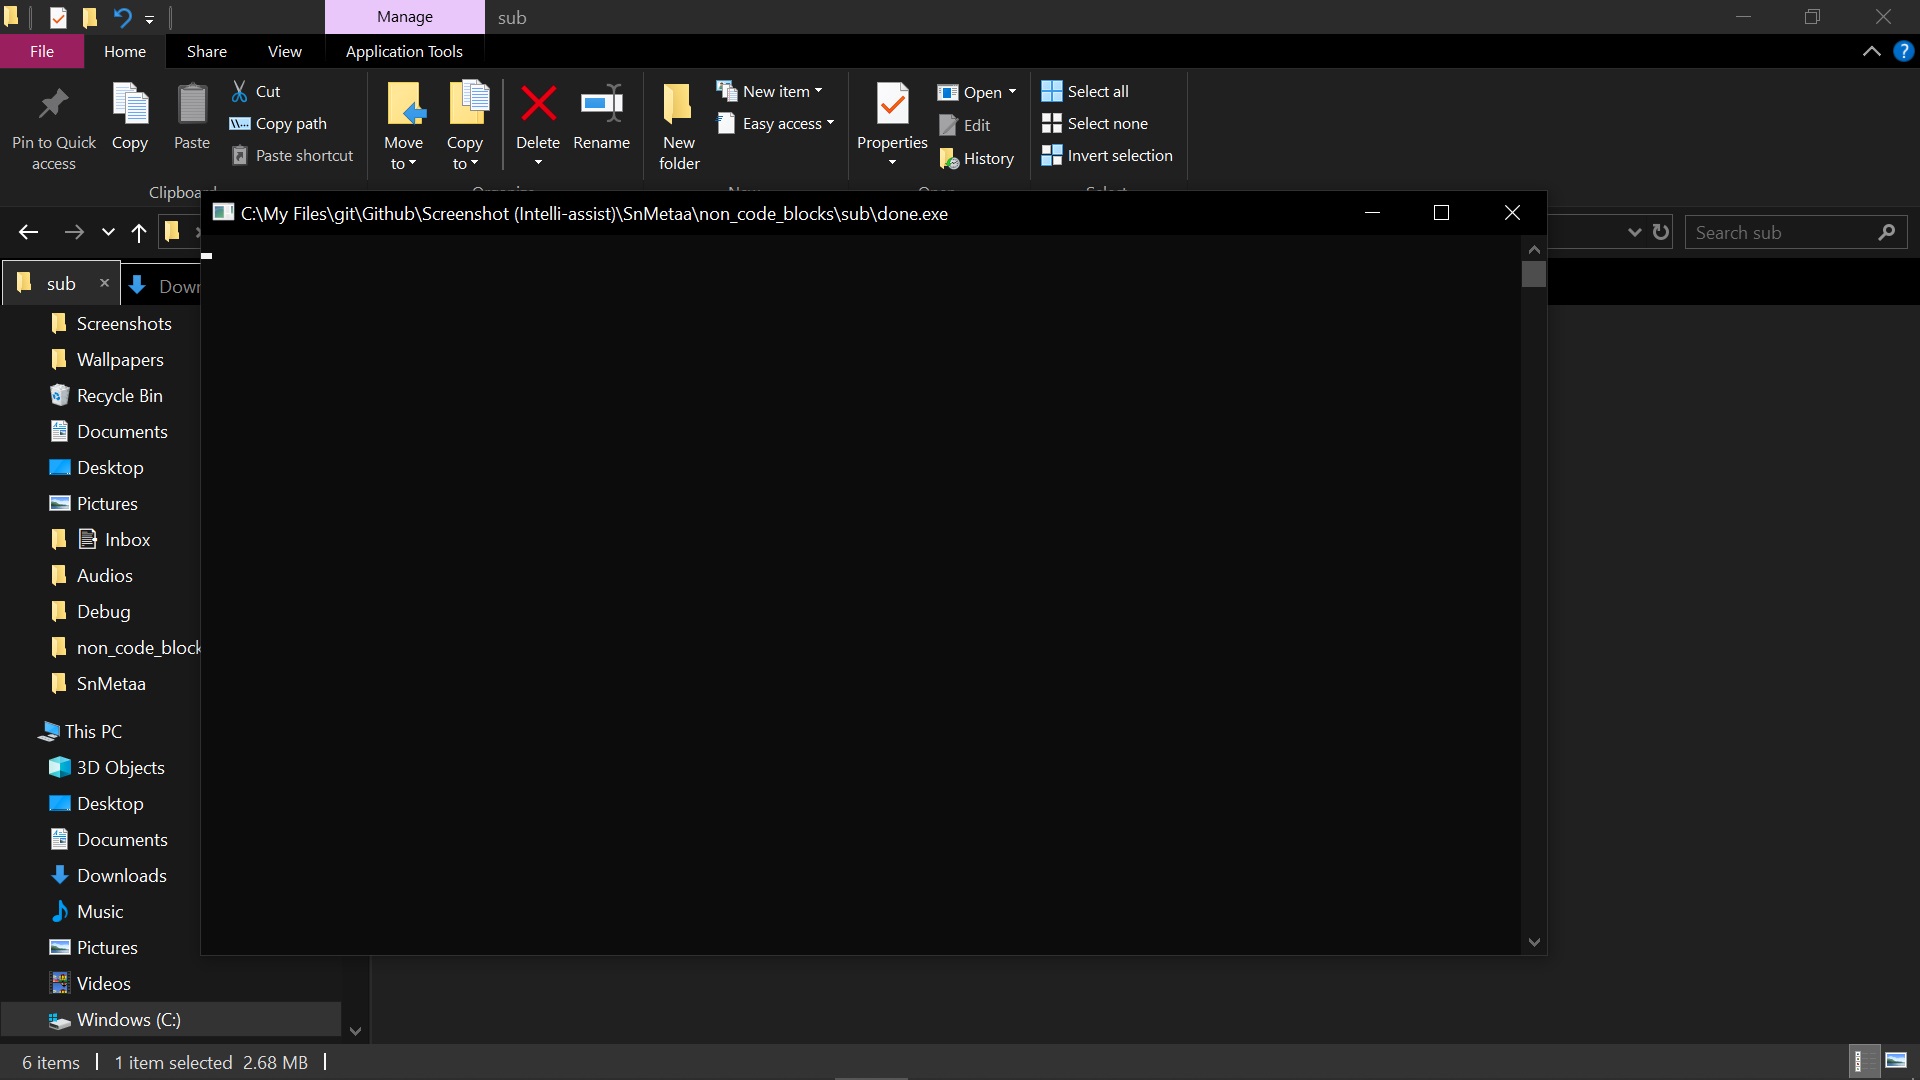 Manage
sub
File
Home
Share
View
Application Tools
Pin to Quick
access
Copy
Paste
Cut
Copy path
Paste shortcut
Move
to
Copy
to
Delete
Rename
New
folder
New item
Easy access
Properties
Open
Edit
History
Select all
Select none
Invert selection
C:\My Files\git\Github\Screenshot (Intelli-assist)\SnMetaa\non_code_blocks\sub\done.exe
Search sub
sub
Screenshots
Wallpapers
Recycle Bin
Documents
Desktop
Pictures
Inbox
Audios
Debug
non_code_block
SnMetaa
This PC
3D Objects
Desktop
Documents
Downloads
Music
Pictures
Videos
Windows (C:)
6 items
1 item selected 2.68 MB